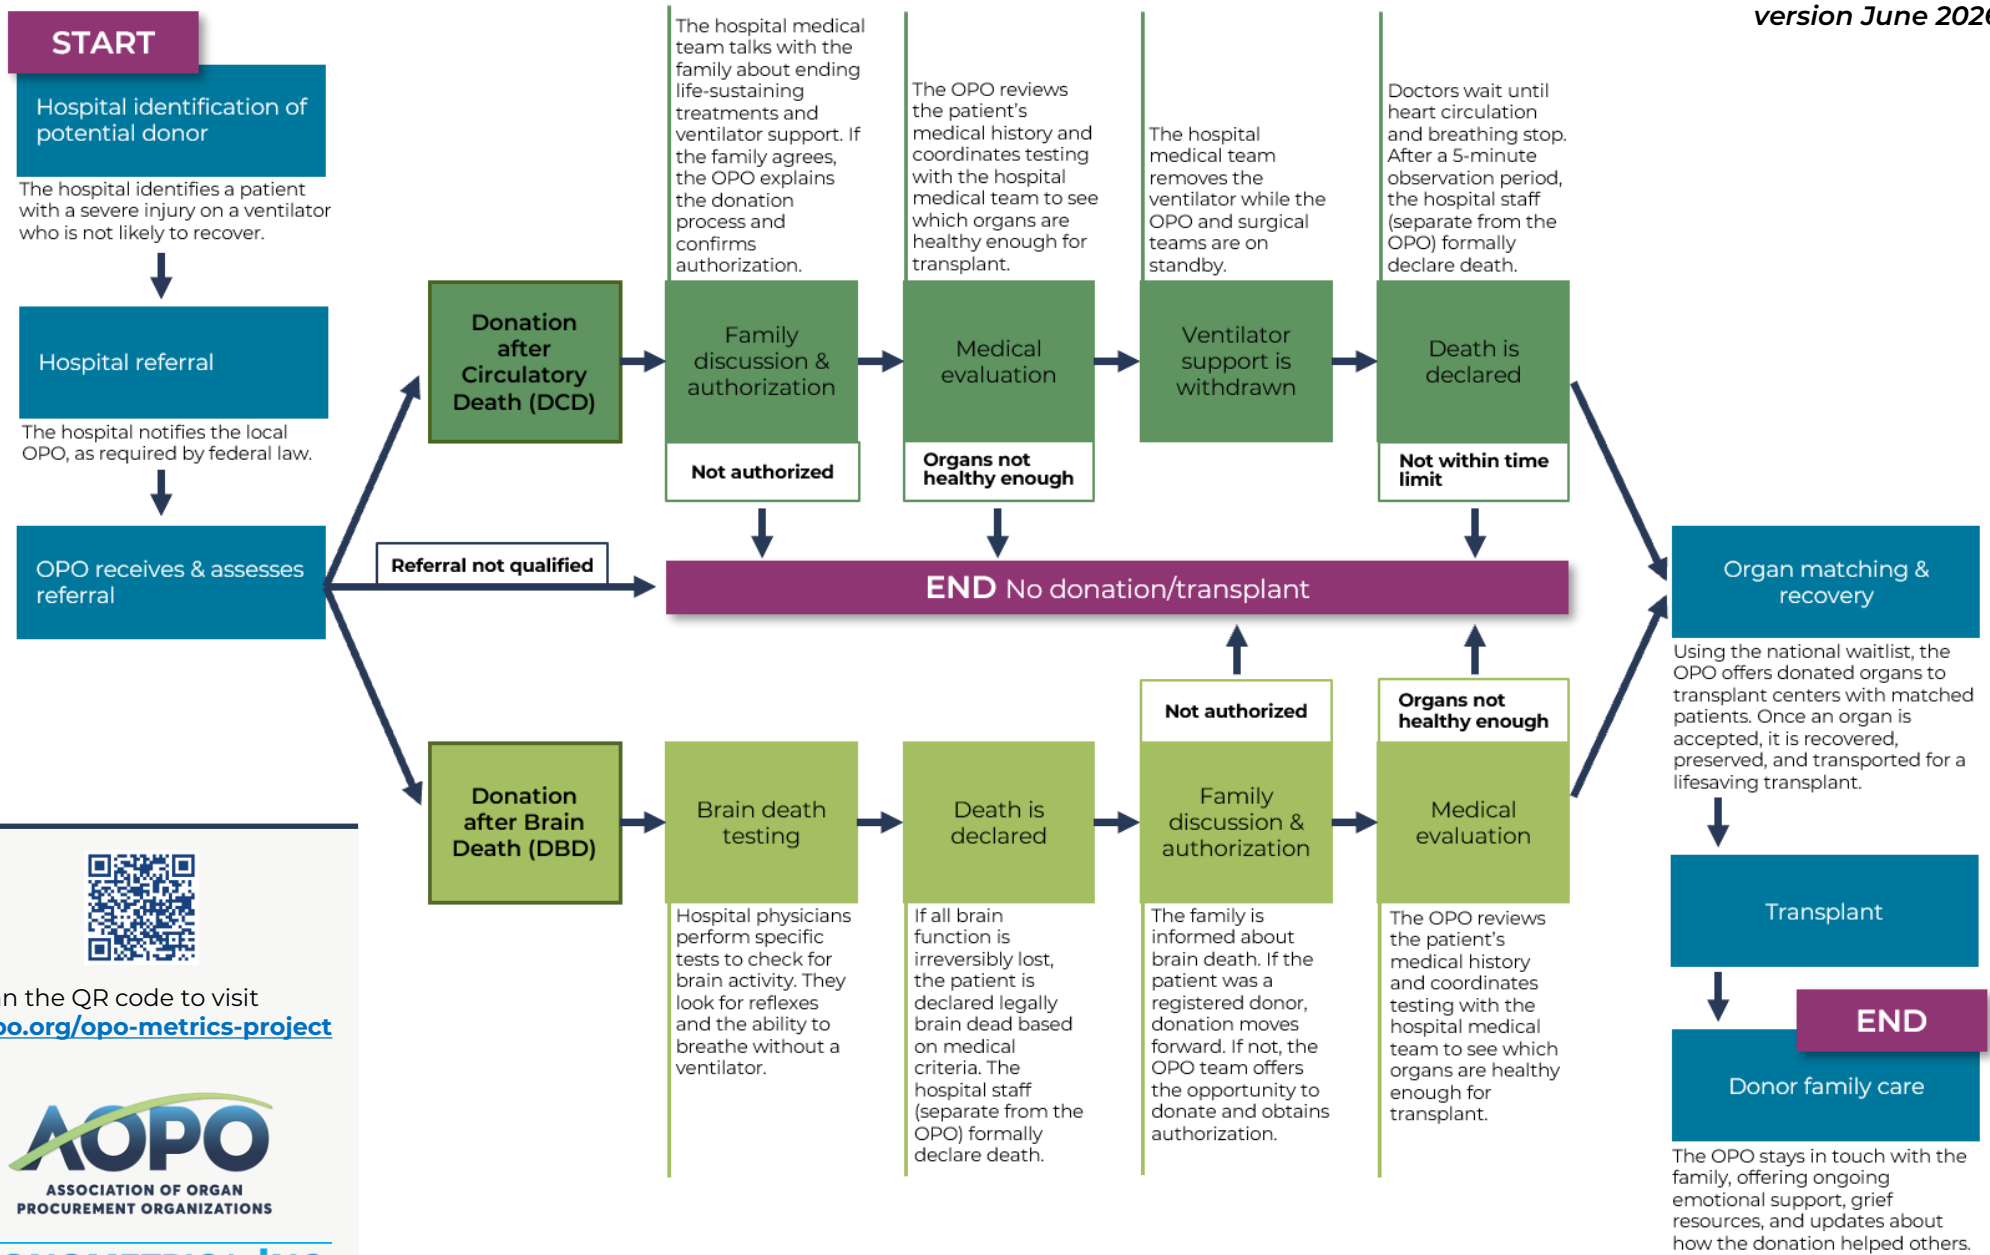 version June 2026
START
Hospital identification of
potential donor
The hospital identifies a patient
with a severe injury on a ventilator
who is not likely to recover.
Hospital referral
The hospital notifies the local
OPO, as required by federal law.
OPO receives & assesses
referral
Referral not qualified
Donation
after
Circulatory
Death (DCD)
The hospital medical
team talks with the
family about ending
life-sustaining
treatments and
ventilator support. If
the family agrees,
the OPO explains
the donation
process and
confirms
authorization.
Family
discussion &
authorization
Not authorized
The OPO reviews
the patient's
medical history and
coordinates testing
with the hospital
medical team to see
which organs are
healthy enough for
transplant.
Medical
evaluation
Organs not
healthy enough
The hospital
medical team
removes the
ventilator while the
OPO and surgical
teams are on
standby.
Ventilator
support is
withdrawn
Doctors wait until
heart circulation
and breathing stop.
After a 5-minute
observation period,
the hospital staff
(separate from the
OPO) formally
declare death.
Death is
declared
Not within time
limit
END No donation/transplant
Donation
after Brain
Death (DBD)
Brain death
testing
Hospital physicians
perform specific
tests to check for
brain activity. They
look for reflexes
and the ability to
breathe without a
ventilator.
Death is
declared
If all brain
function is
irreversibly lost,
the patient is
declared legally
brain dead based
on medical
criteria. The
hospital staff
(separate from the
OPO) formally
declare death.
Not authorized
Family
discussion &
authorization
The family is
informed about
brain death. If the
patient was a
registered donor,
donation moves
forward. If not, the
OPO team offers
the opportunity to
donate and obtains
authorization.
Organs not
healthy enough
Medical
evaluation
The OPO reviews
the patient's
medical history
and coordinates
testing with the
hospital medical
team to see which
organs are healthy
enough for
transplant.
Organ matching &
recovery
Using the national waitlist, the
OPO offers donated organs to
transplant centers with matched
patients. Once an organ is
accepted, it is recovered,
preserved, and transported for a
lifesaving transplant.
Transplant
END
Donor family care
The OPO stays in touch with the
family, offering ongoing
emotional support, grief
resources, and updates about
how the donation helped others.
the QR code to visit
po.org/opo-metrics-project
AOPO
ASSOCIATION OF ORGAN
PROCUREMENT ORGANIZATIONS